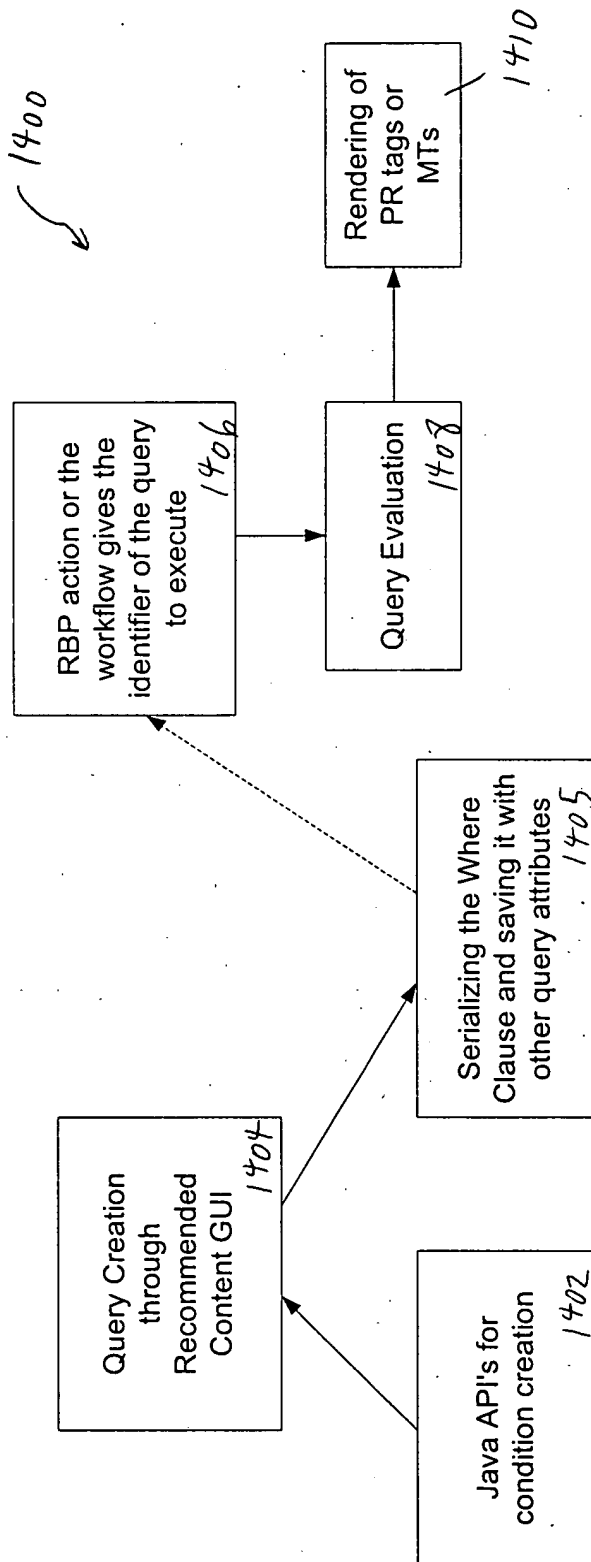 1400
Java API's for
condition creation
1402
Query Creation
through
Recommended
Content GUI
1404
Serializing the Where
Clause and saving it with
other query attributes
1405
RBP action or the
workflow gives the
identifier of the query
to execute
1406
Query Evaluation
1408
Rendering of
PR tags or
MTs
1410